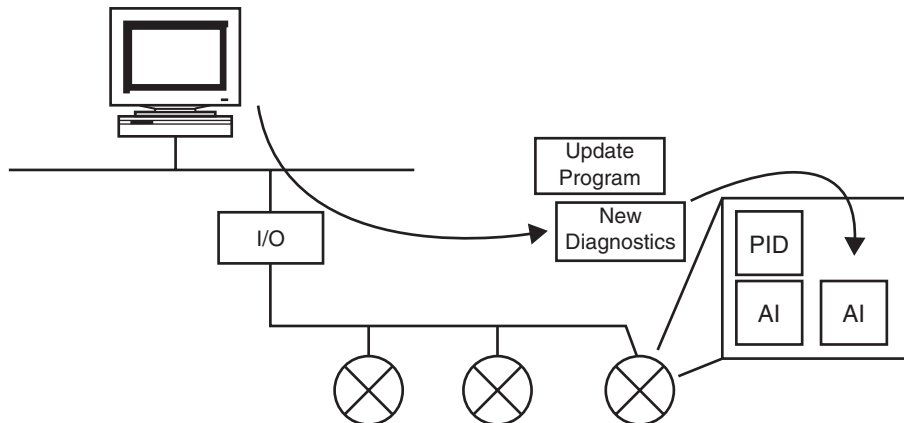 Update
Program
New
Diagnostics
I/O
PID
AI
AI